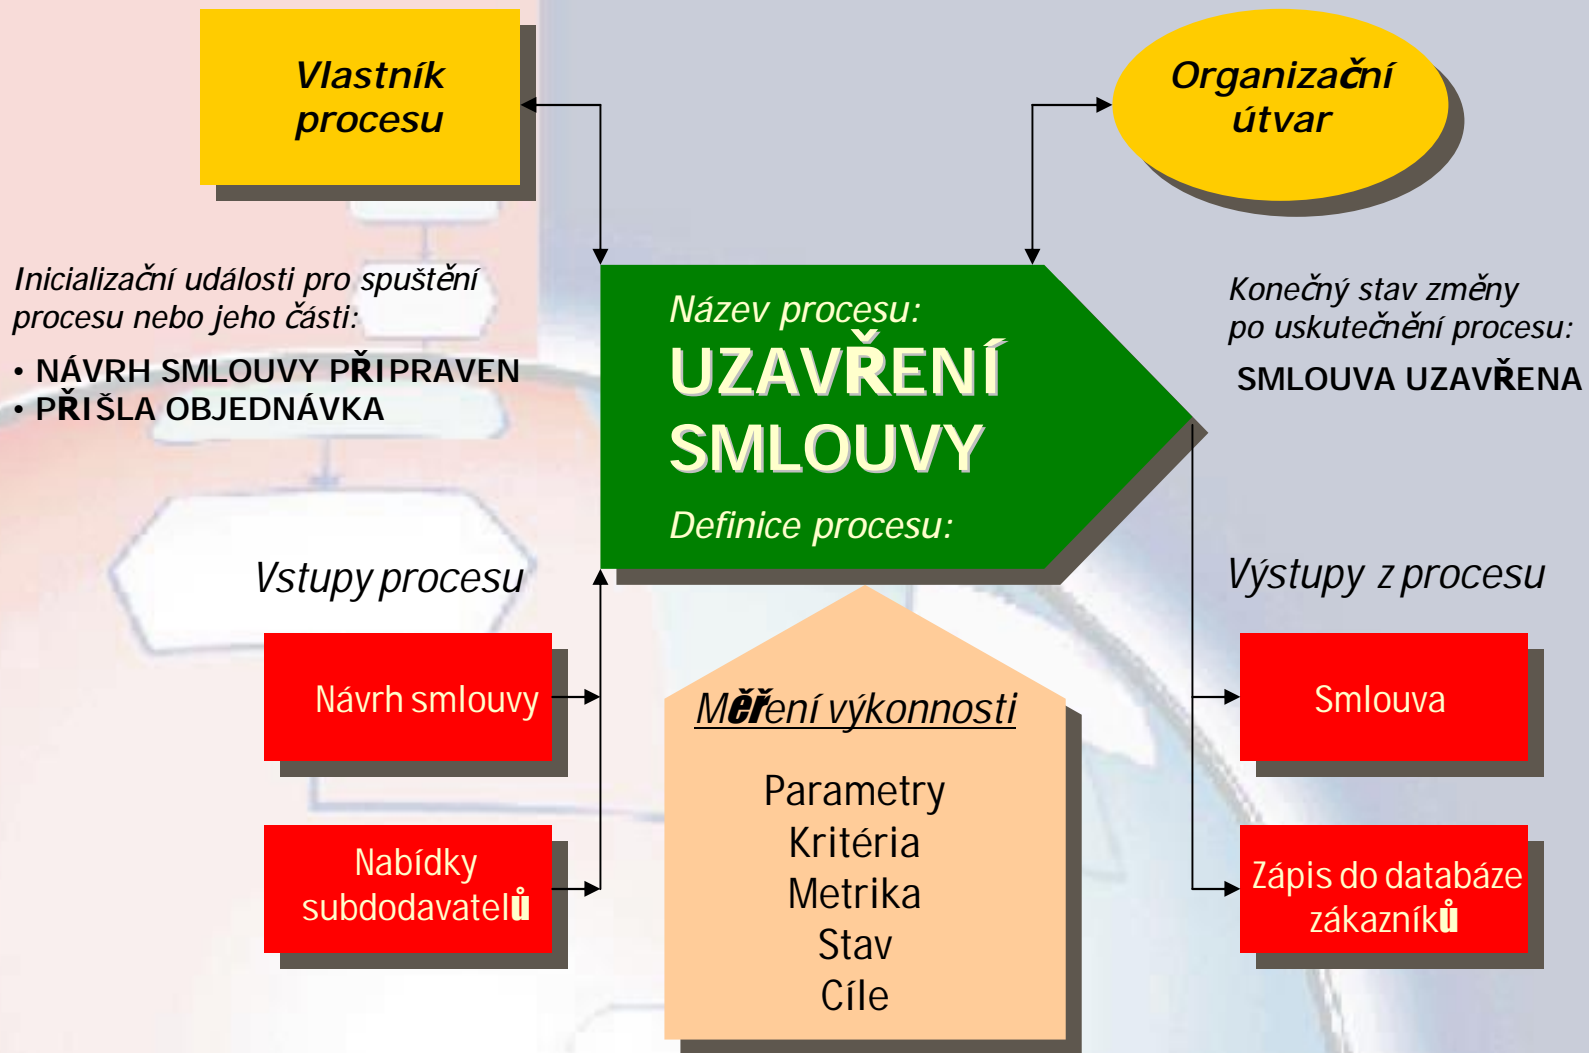 Vlastník
procesu
Organizační
útvar
Inicializační události pro spuštění
procesu nebo jeho části:
• NÁVRH SMLOUVY PŘIPRAVEN
• PŘIŠLA OBJEDNÁVKA
Název procesu:
UZAVŘENÍ
SMLOUVY
Definice procesu:
Konečný stav změny
po uskutečnění procesu:
SMLOUVA UZAVŘENA
Vstupy procesu
Návrh smlouvy
Nabídky
subdodavatelů
Měření výkonnosti
Parametry
Kritéria
Metrika
Stav
Cíle
Výstupy z procesu
Smlouva
Zápis do databáze
zákazníků